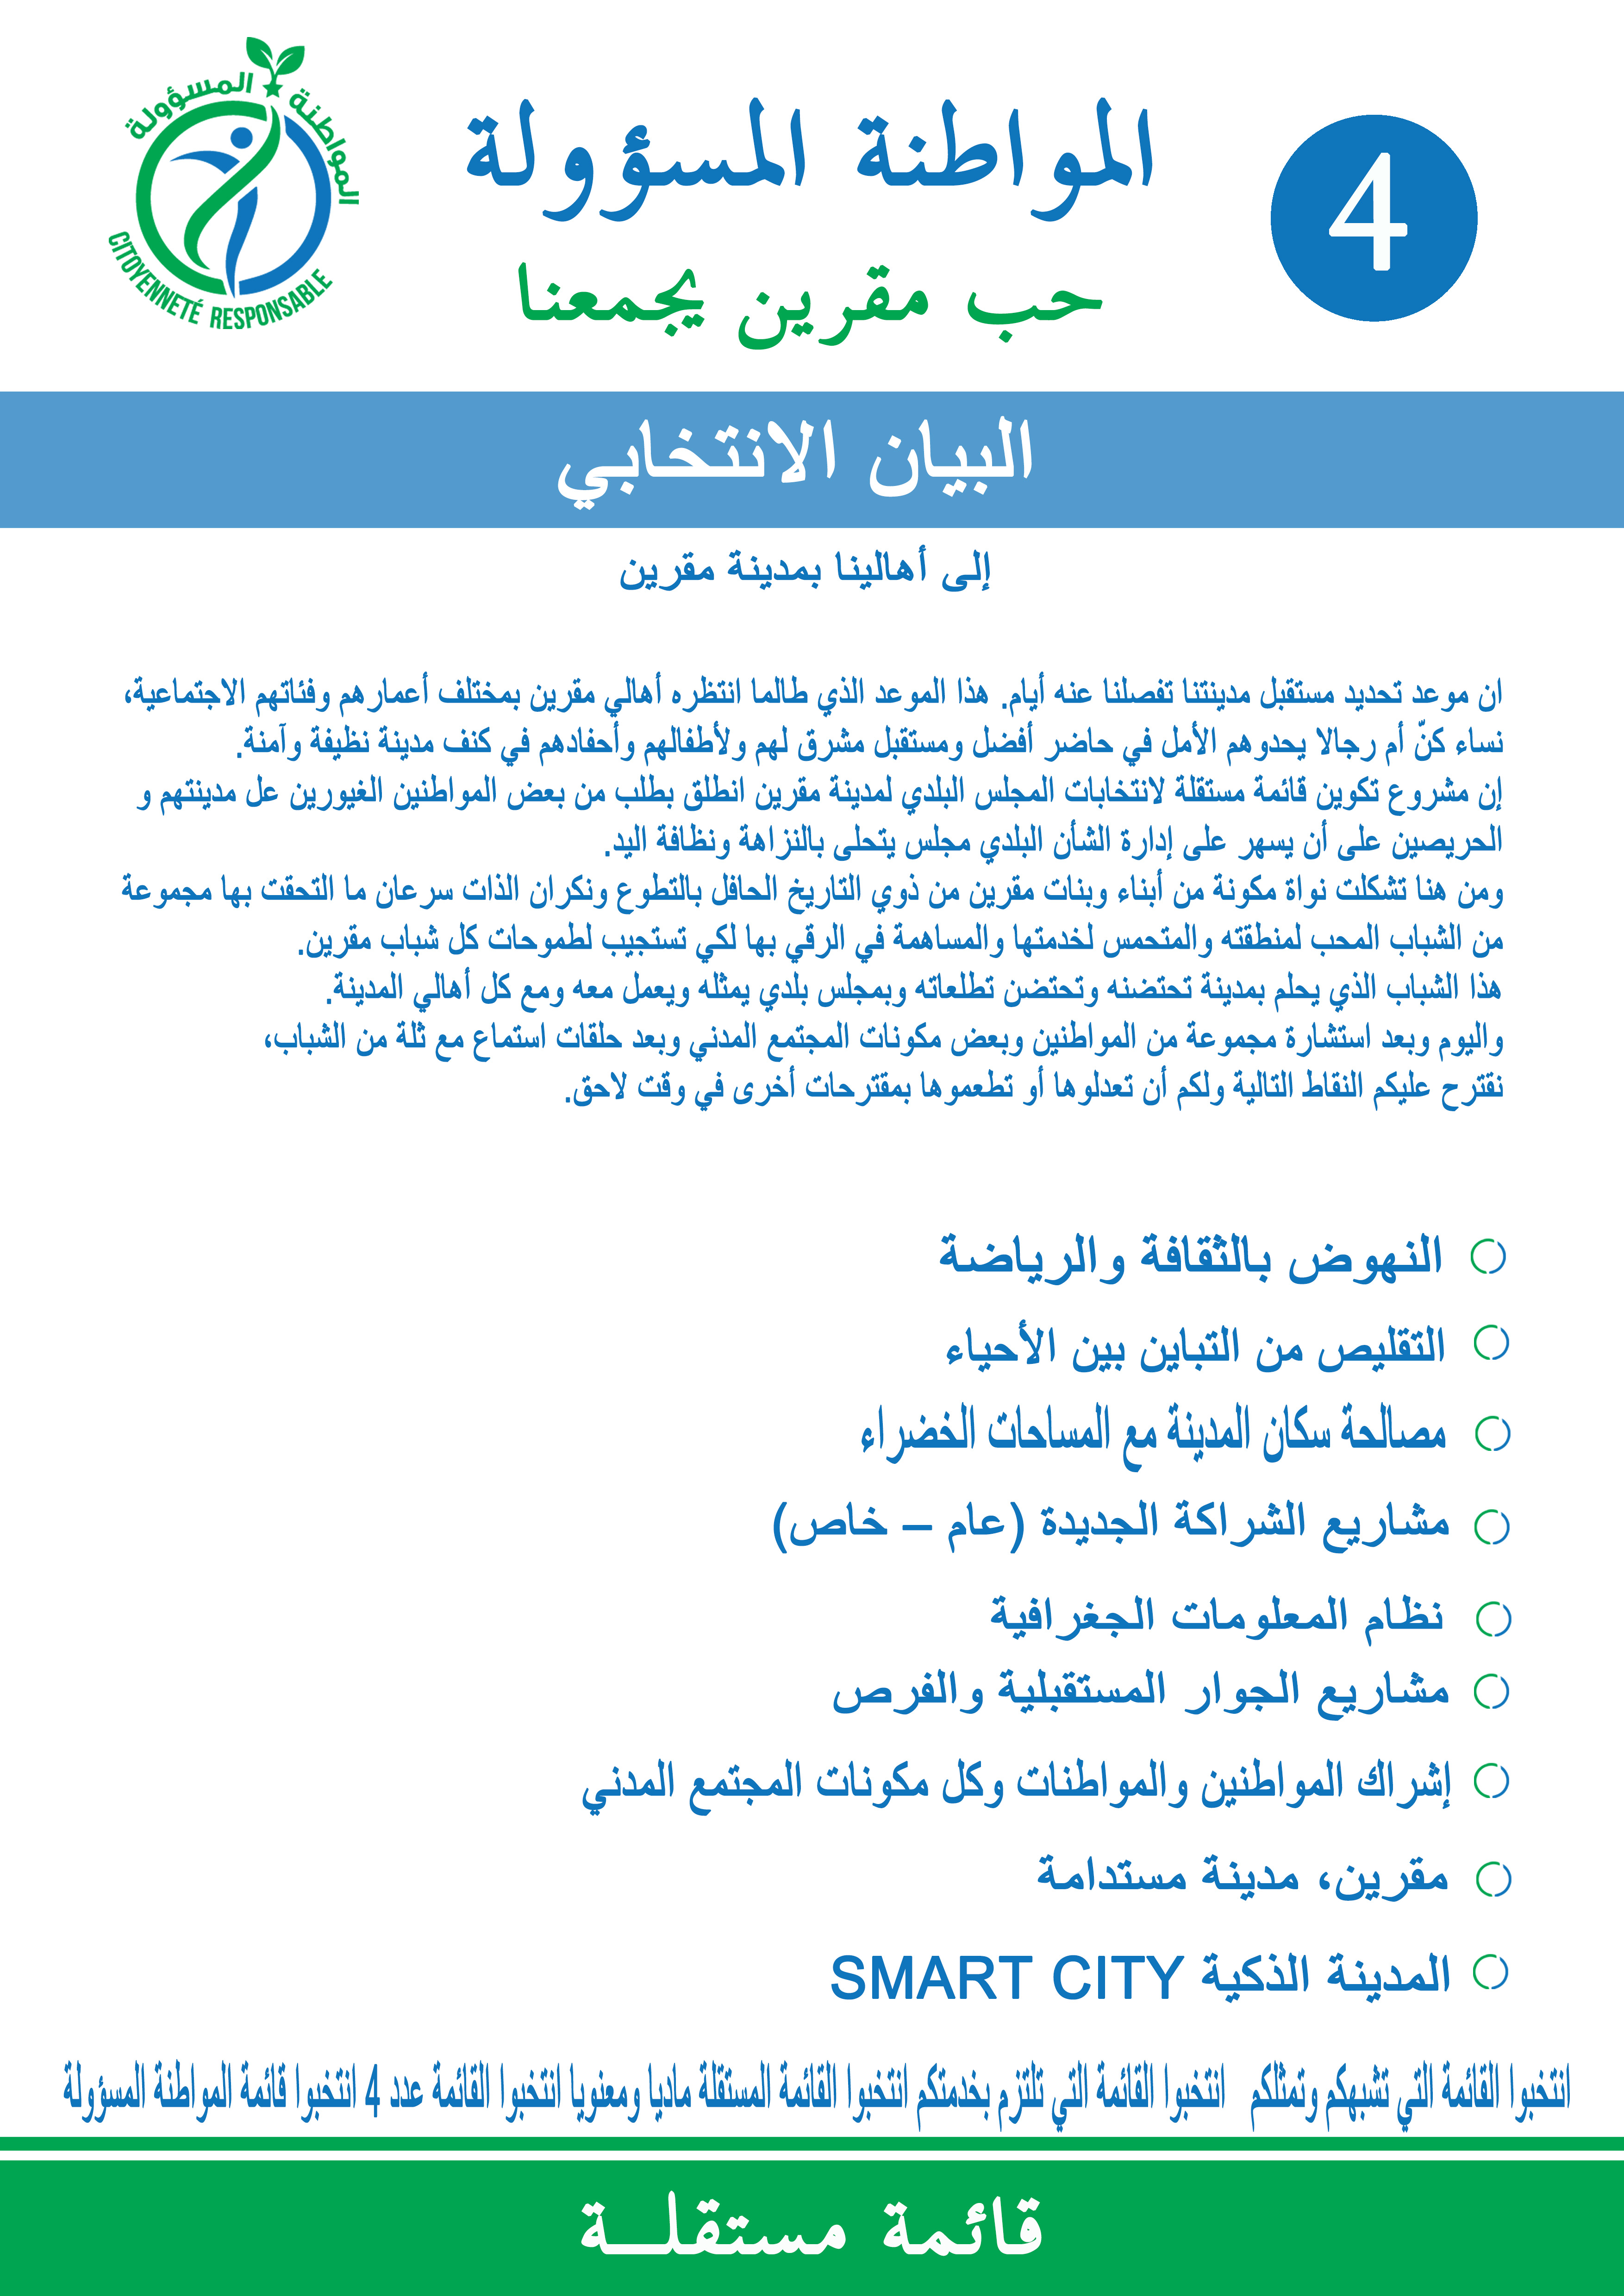 المواطنة المسؤولة
CITOYENNETÉ RESPONSABLE
المواطنة المسؤولة
4
حب مقرين يجمعنا
البيان الانتخابي
إلى أهالينا بمدينة مقرين
ان موعد تحديد مستقبل مدينتنا تفصلنا عنه أيام. هذا الموعد الذي طالما انتظره أهالي مقرين بمختلف أعمارهم وفئاتهم الاجتماعية،
نساء كنّ أم رجالا يحدوهم الأمل في حاضر أفضل ومستقبل مشرق لهم ولأطفالهم وأحفادهم في كنف مدينة نظيفة وآمنة.
إن مشروع تكوين قائمة مستقلة لانتخابات المجلس البلدي لمدينة مقرين انطلق بطلب من بعض المواطنين الغيورين عل مدينتهم و
الحريصين على أن يسهر على إدارة الشأن البلدي مجلس يتحلى بالنزاهة ونظافة اليد.
ومن هنا تشكلت نواة مكونة من أبناء وبنات مقرين من ذوي التاريخ الحافل بالتطوع ونكران الذات سرعان ما التحقت بها مجموعة
من الشباب المحب لمنطقته والمتحمس لخدمتها والمساهمة في الرقي بها لكي تستجيب لطموحات كل شباب مقرين.
هذا الشباب الذي يحلم بمدينة تحتضنه وتحتضن تطلعاته وبمجلس بلدي يمثله ويعمل معه ومع كل أهالي المدينة.
واليوم وبعد استشارة مجموعة من المواطنين وبعض مكونات المجتمع المدني وبعد حلقات استماع مع ثلة من الشباب،
نقترح عليكم النقاط التالية ولكم أن تعدلوها أو تطعموها بمقترحات أخرى في وقت لاحق.
النهوض بالثقافة والرياضة
التقليص من التباين بين الأحياء
مصالحة سكان المدينة مع المساحات الخضراء
مشاريع الشراكة الجديدة (عام – خاص)
نظام المعلومات الجغرافية
مشاريع الجوار المستقبلية والفرص
إشراك المواطنين والمواطنات وكل مكونات المجتمع المدني
مقرين، مدينة مستدامة
المدينة الذكية SMART CITY
انتخبوا القائمة التي تشبهكم وتمثلكم انتخبوا القائمة التي تلتزم بخدمتكم انتخبوا القائمة المستقلة ماديا ومعنويا انتخبوا القائمة عدد 4 انتخبوا قائمة المواطنة المسؤولة
قائمة مستقلـــة